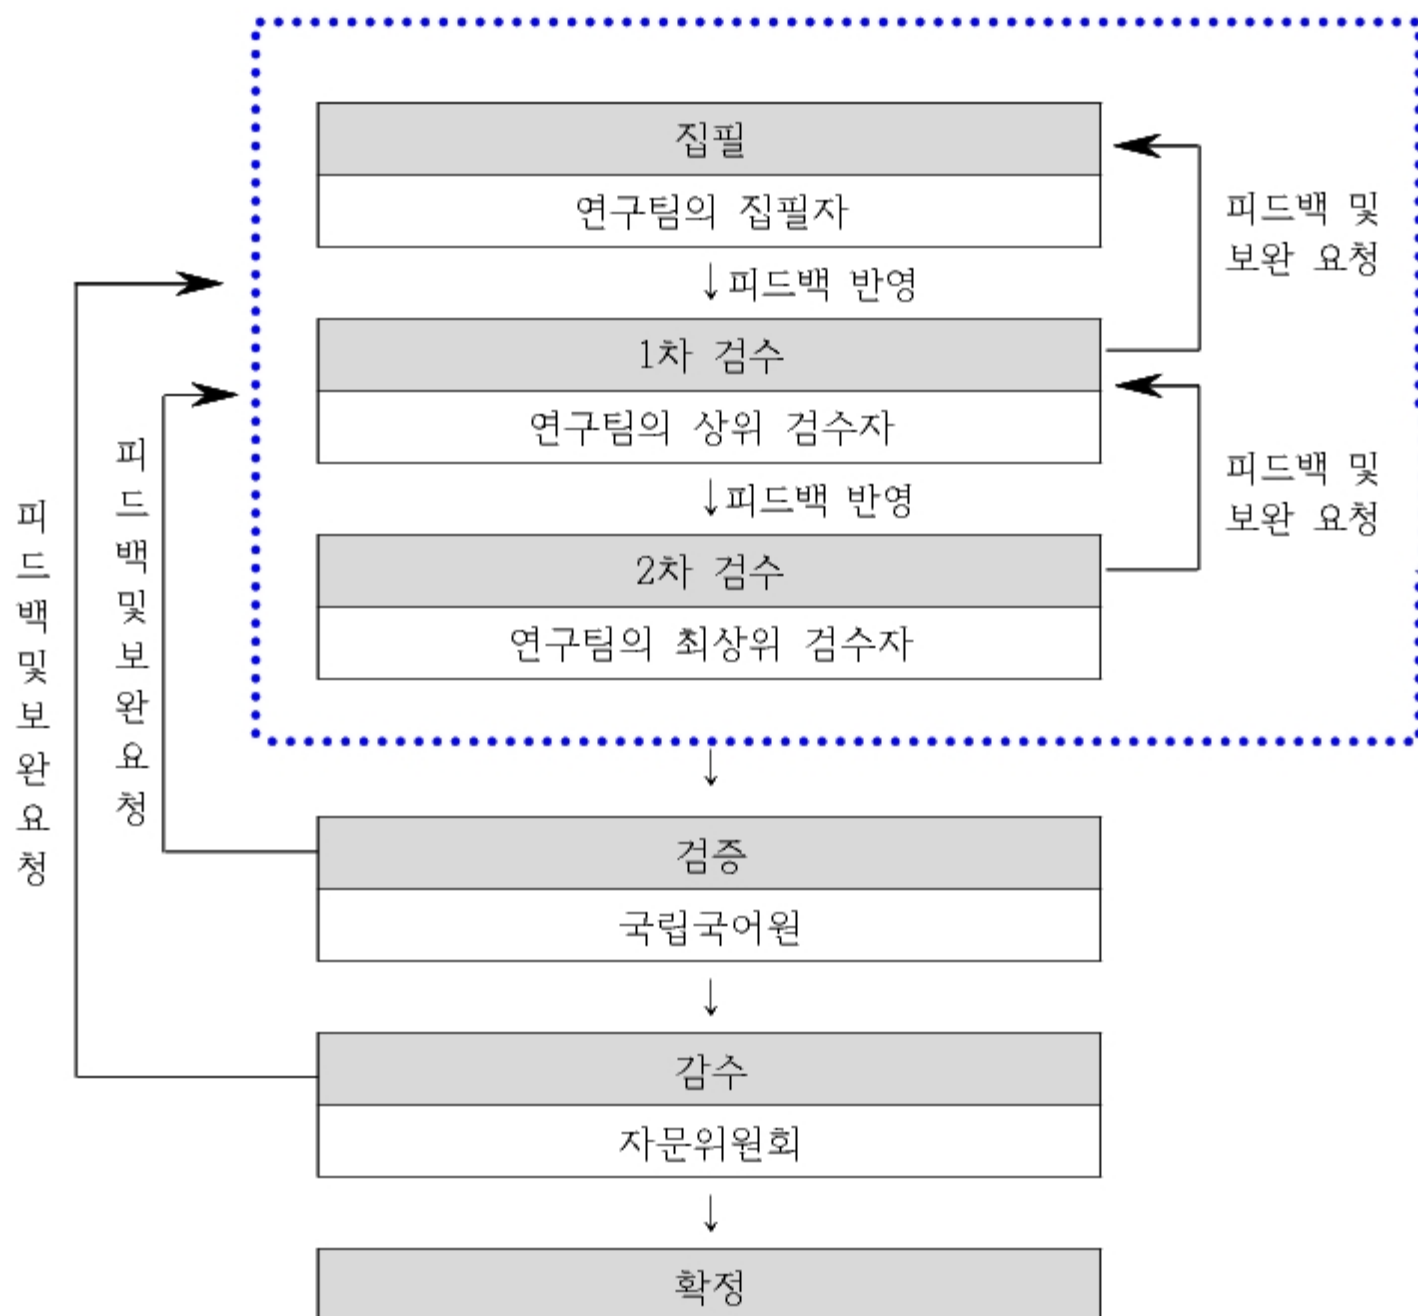 집필
연구팀의 집필자
피드백 및
보완 요청
↓피드백 반영
1차 검수
연구팀의 상위 검수자
피드백 및
보완 요청
↓피드백 반영
2차 검수
연구팀의 최상위 검수자
↓
피드백및보완요청
피드백및보완요청
검증
국립국어원
↓
감수
자문위원회
↓
확정